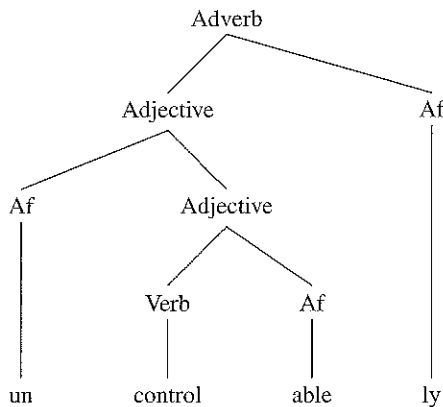 Adverb
Adjective Af
Af Adjective
Verb Af
un control able ly